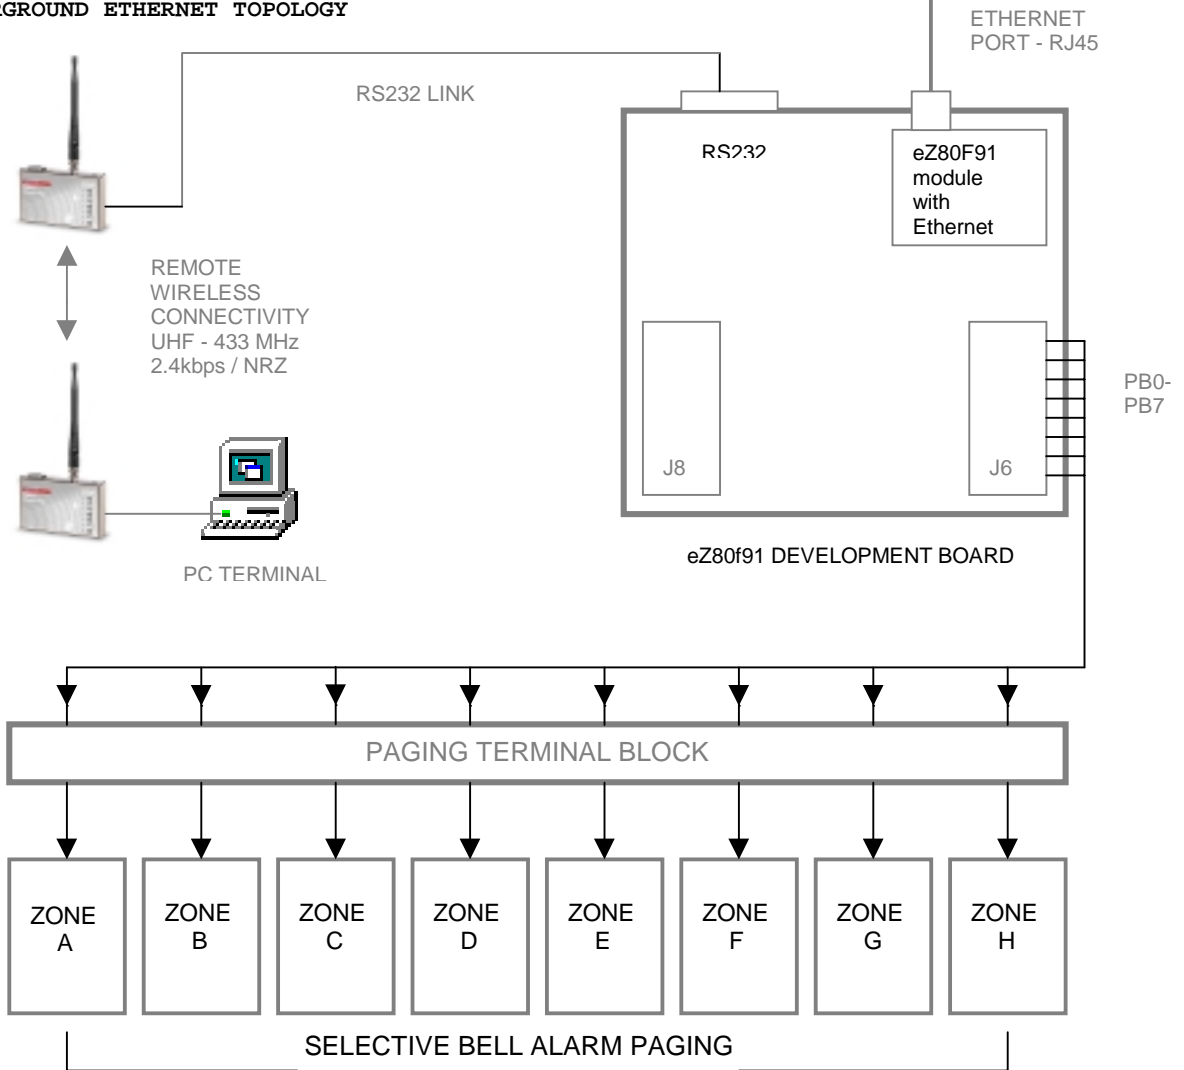 ETHERNET TOPOLOGY
ETHERNET
PORT - RJ45
RS232 LINK
RS232
eZ80F91
module
with
Ethernet
REMOTE
WIRELESS
CONNECTIVITY
UHF - 433 MHz
2.4kbps / NRZ
PB0-
PB7
J8
J6
PC TERMINAL
eZ80f91 DEVELOPMENT BOARD
PAGING TERMINAL BLOCK
ZONE
A
ZONE
B
ZONE
C
ZONE
D
ZONE
E
ZONE
F
ZONE
G
ZONE
H
SELECTIVE BELL ALARM PAGING